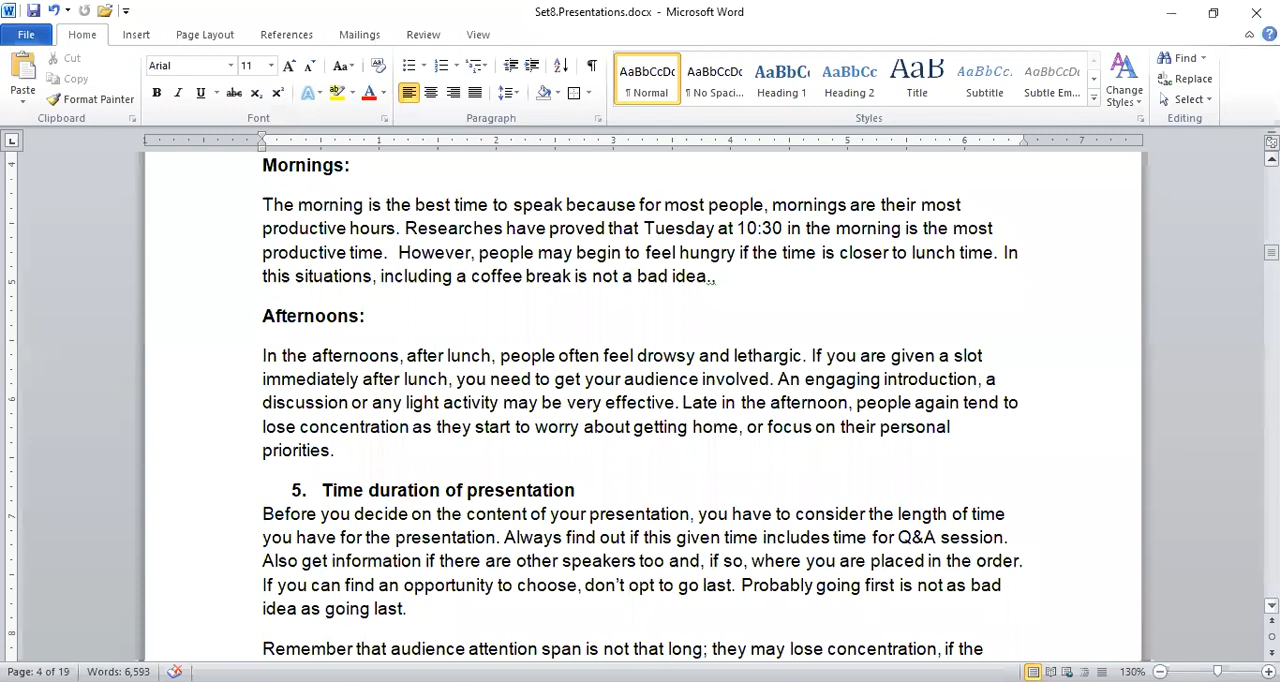 Set8.Presentations.docx - Microsoft Word
File Home Insert Page Layout References Mailings Review View
Cut
Copy
Format Painter
Paste
Clipboard
Arial 11
Font
Paragraph
AaBbCcDc AaBbCcDc AaBbC AaBbCc AaB AaBbCc. AaBbCcDc
¶ Normal ¶ No Spaci... Heading 1 Heading 2 Title Subtitle Subtle Em...
Styles
Change
Styles
Find
Replace
Select
Editing
1 1 2 3 4 5 6 7
Mornings:
The morning is the best time to speak because for most people, mornings are their most
productive hours. Researches have proved that Tuesday at 10:30 in the morning is the most
productive time.  However, people may begin to feel hungry if the time is closer to lunch time. In
this situations, including a coffee break is not a bad idea,.
Afternoons:
In the afternoons, after lunch, people often feel drowsy and lethargic. If you are given a slot
immediately after lunch, you need to get your audience involved. An engaging introduction, a
discussion or any light activity may be very effective. Late in the afternoon, people again tend to
lose concentration as they start to worry about getting home, or focus on their personal
priorities.
5. Time duration of presentation
Before you decide on the content of your presentation, you have to consider the length of time
you have for the presentation. Always find out if this given time includes time for Q&A session.
Also get information if there are other speakers too and, if so, where you are placed in the order.
If you can find an opportunity to choose, don't opt to go last. Probably going first is not as bad
idea as going last.
Remember that audience attention span is not that long; they may lose concentration, if the
Page: 4 of 19 Words: 6,593 130%